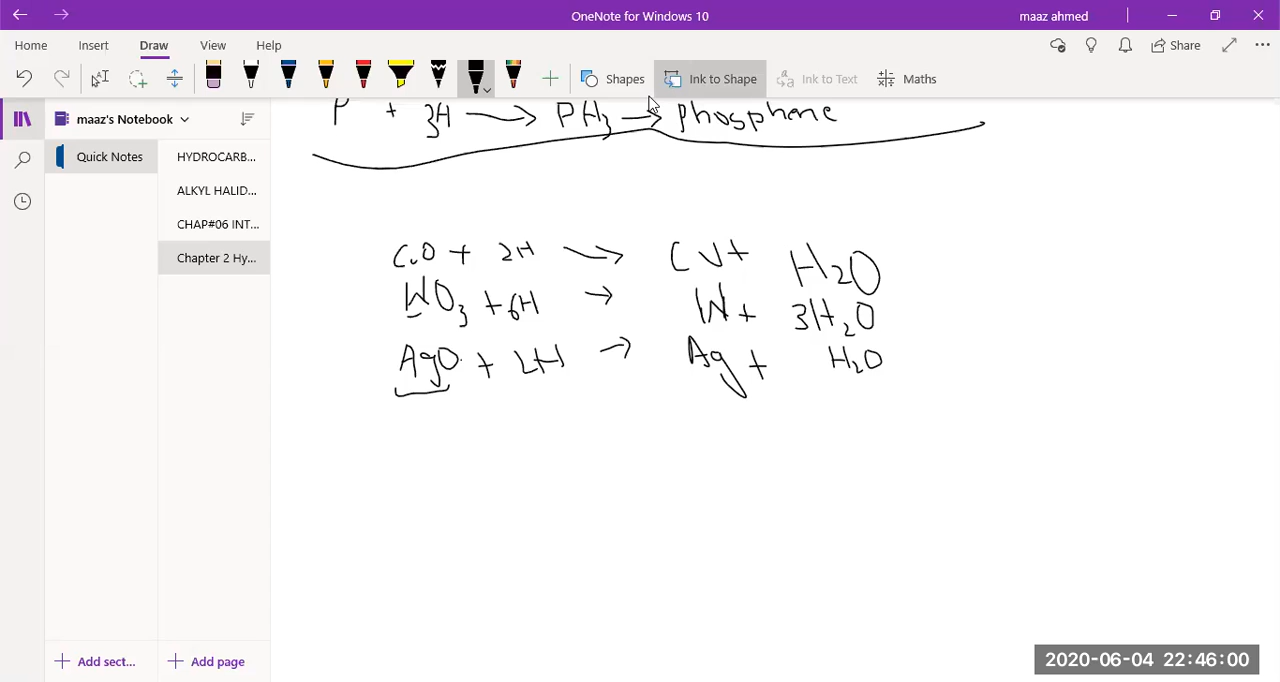 OneNote for Windows 10
maaz ahmed
Home Insert Draw View Help
Share
Shapes Ink to Shape Ink to Text Maths
maaz's Notebook
Quick Notes
HYDROCARB...
ALKYL HALID...
CHAP#06 INT...
Chapter 2 Hy...
P + 3H → PH3 → phosphene
CuO + 2H → Cu + H2O
WO3 + 6H → W + 3H2O
AgO + 2H → Ag + H2O
Add sect... Add page
2020-06-04 22:46:00